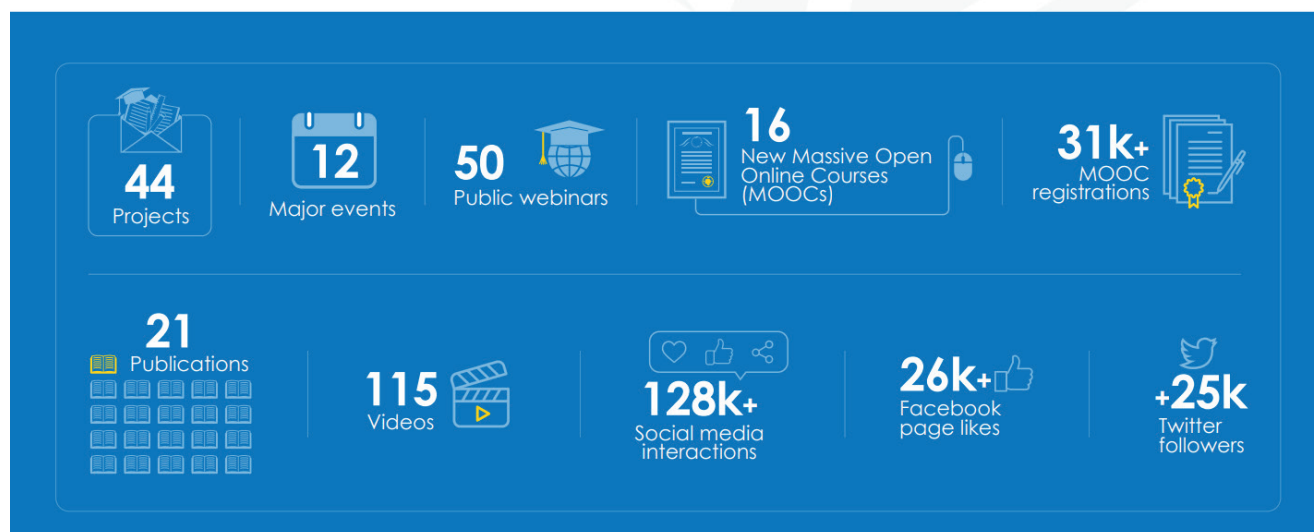 44
Projects
12
Major events
50
Public webinars
16
New Massive Open
Online Courses
(MOOCs)
31k+
MOOC
registrations
21
Publications
115
Videos
128k+
Social media
interactions
26k+
Facebook
page likes
+25k
Twitter
followers